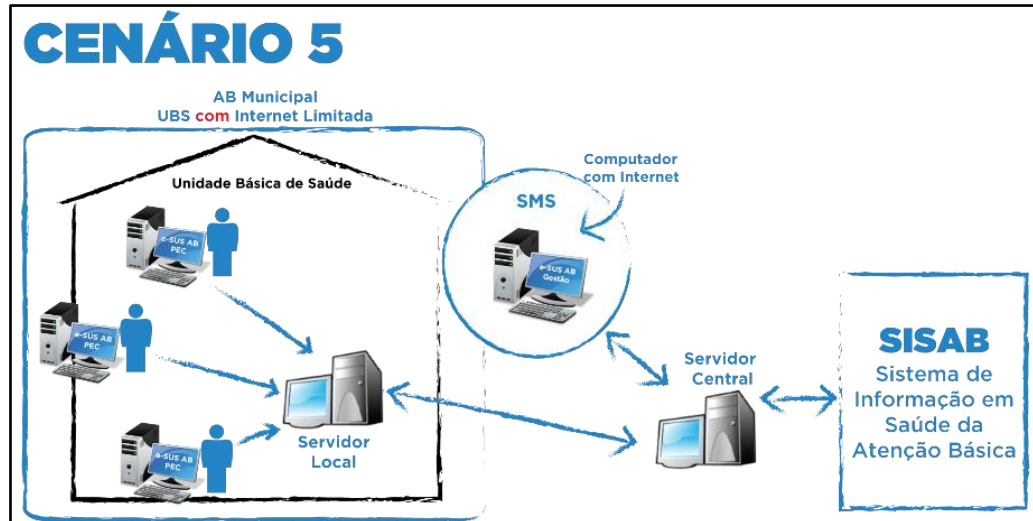 CENÁRIO 5
AB Municipal
UBS com Internet Limitada
Unidade Básica de Saúde
e-SUS AB
PEC
e-SUS AB
PEC
e-SUS AB
PEC
Servidor
Local
Computador
com Internet
SMS
e-SUS AB
Gestão
Servidor
Central
SISAB
Sistema de
Informação em
Saúde da
Atenção Básica